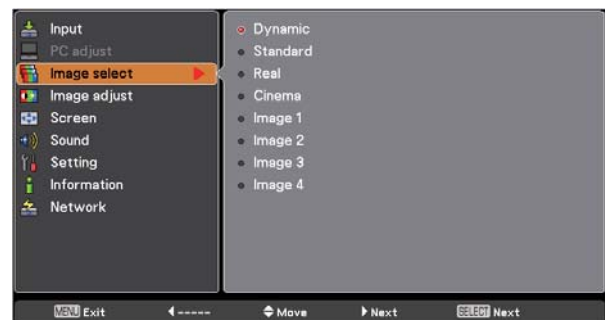 Input
PC adjust
Image select
Image adjust
Screen
Sound
Setting
Information
Network
Dynamic
Standard
Real
Cinema
Image 1
Image 2
Image 3
Image 4
MENU Exit ◀----- ◆Move ▶Next SELECT Next